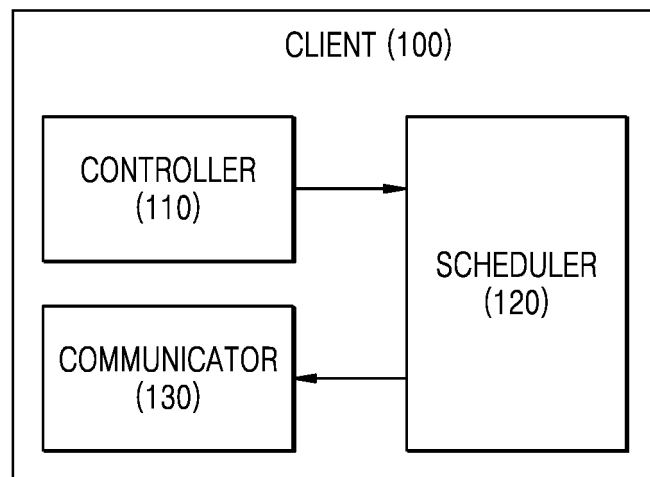 CLIENT (100)
CONTROLLER
(110)
SCHEDULER
(120)
COMMUNICATOR
(130)